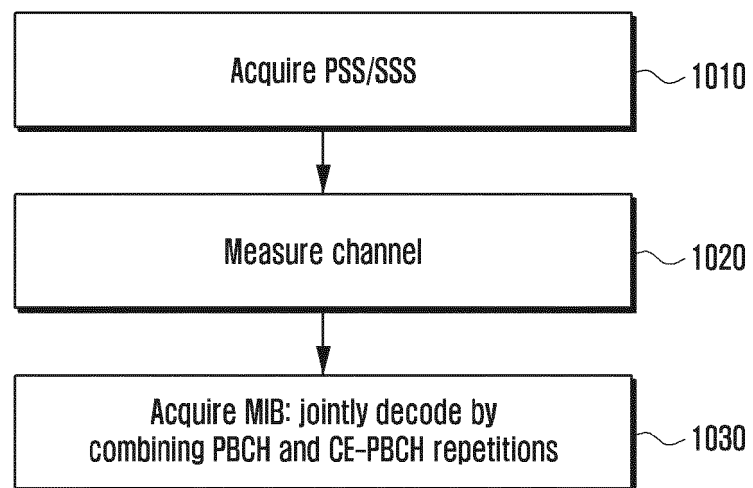 Acquire PSS/SSS
1010
Measure channel
1020
Acquire MIB: jointly decode by
combining PBCH and CE-PBCH repetitions
1030